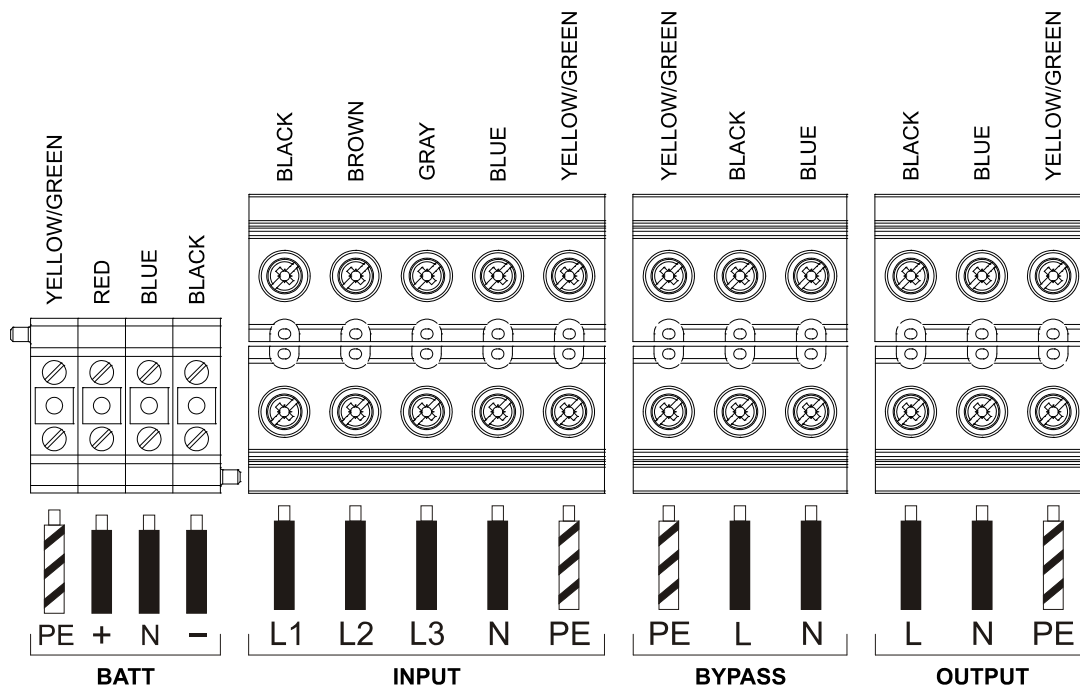 YELLOW/GREEN
RED
BLUE
BLACK
BLACK
BROWN
GRAY
BLUE
YELLOW/GREEN
YELLOW/GREEN
BLACK
BLUE
BLACK
BLUE
YELLOW/GREEN
PE + N −
L1 L2 L3 N PE
PE L N
L N PE
BATT
INPUT
BYPASS
OUTPUT